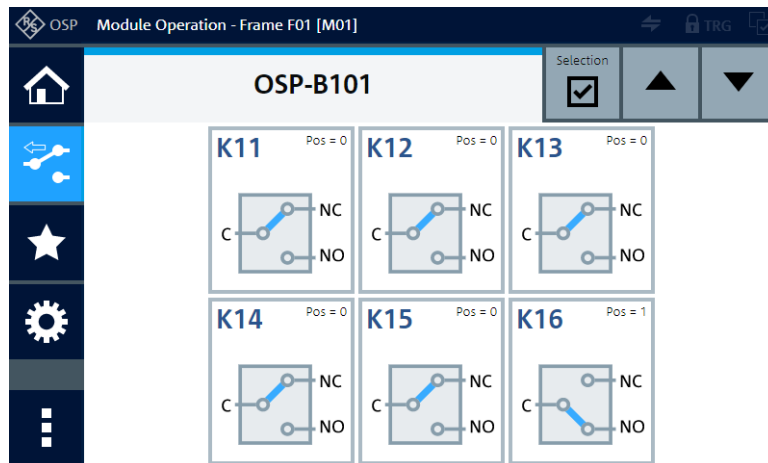 R&S OSP Module Operation - Frame F01 [M01] TRG
OSP-B101
Selection
K11 Pos = 0 K12 Pos = 0 K13 Pos = 0
NC NC NC
C C C
NO NO NO
K14 Pos = 0 K15 Pos = 0 K16 Pos = 1
NC NC NC
C C C
NO NO NO